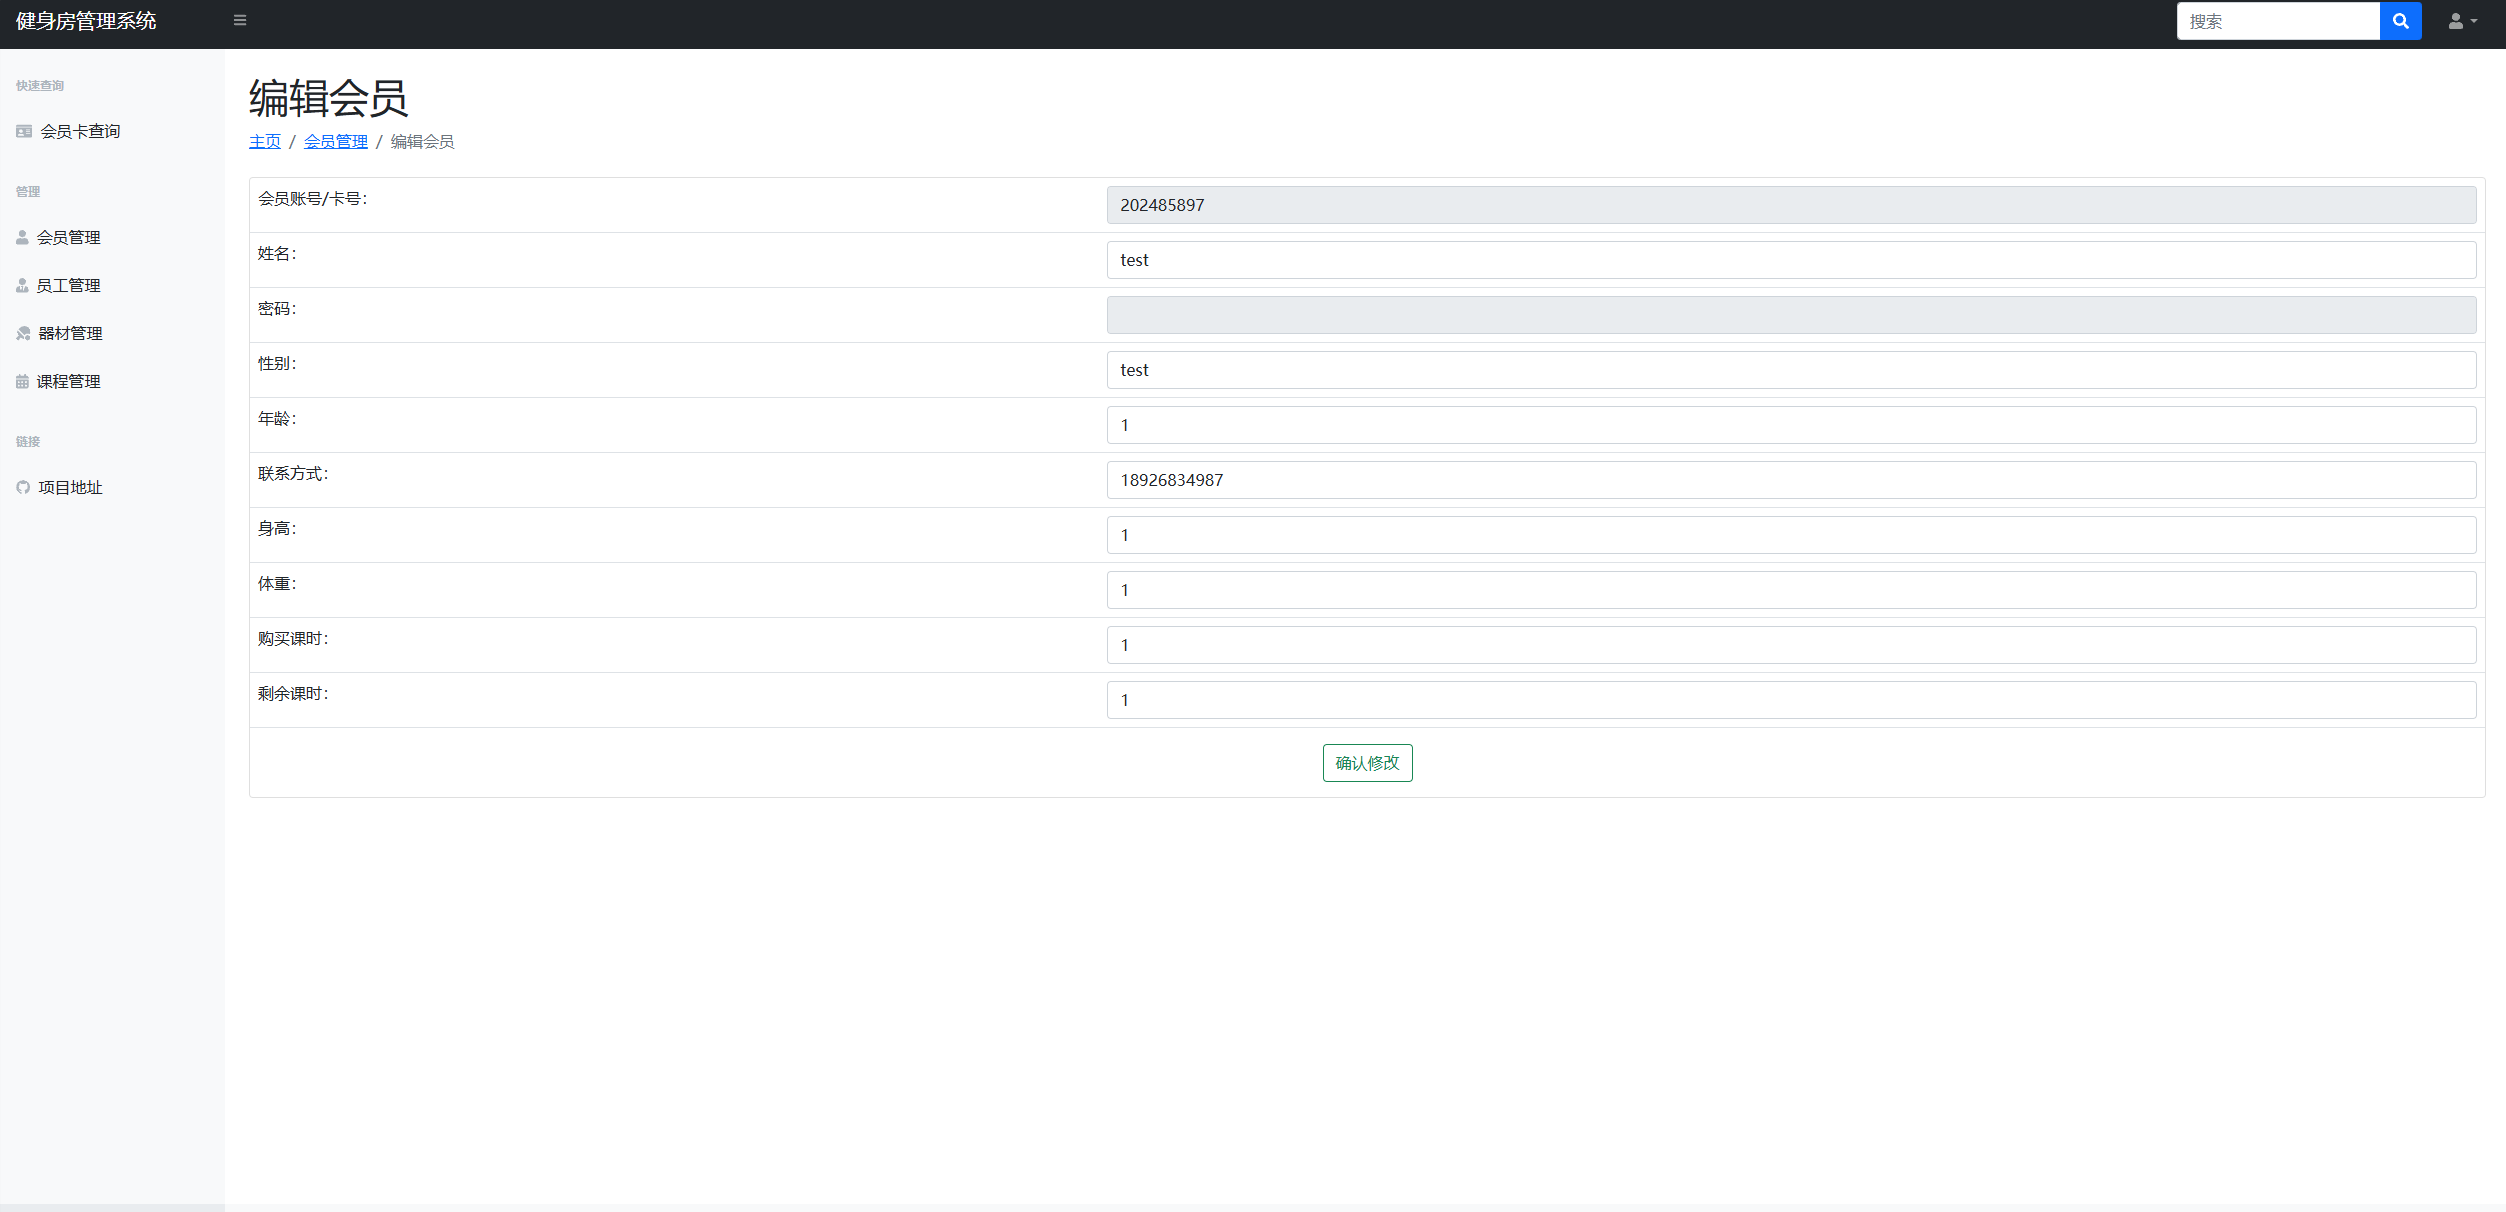 健身房管理系统
搜索
快速查询
会员卡查询
管理
会员管理
员工管理
器材管理
课程管理
链接
项目地址
编辑会员
主页 / 会员管理 / 编辑会员
会员账号/卡号: 202485897
姓名: test
密码:
性别: test
年龄: 1
联系方式: 18926834987
身高: 1
体重: 1
购买课时: 1
剩余课时: 1
确认修改